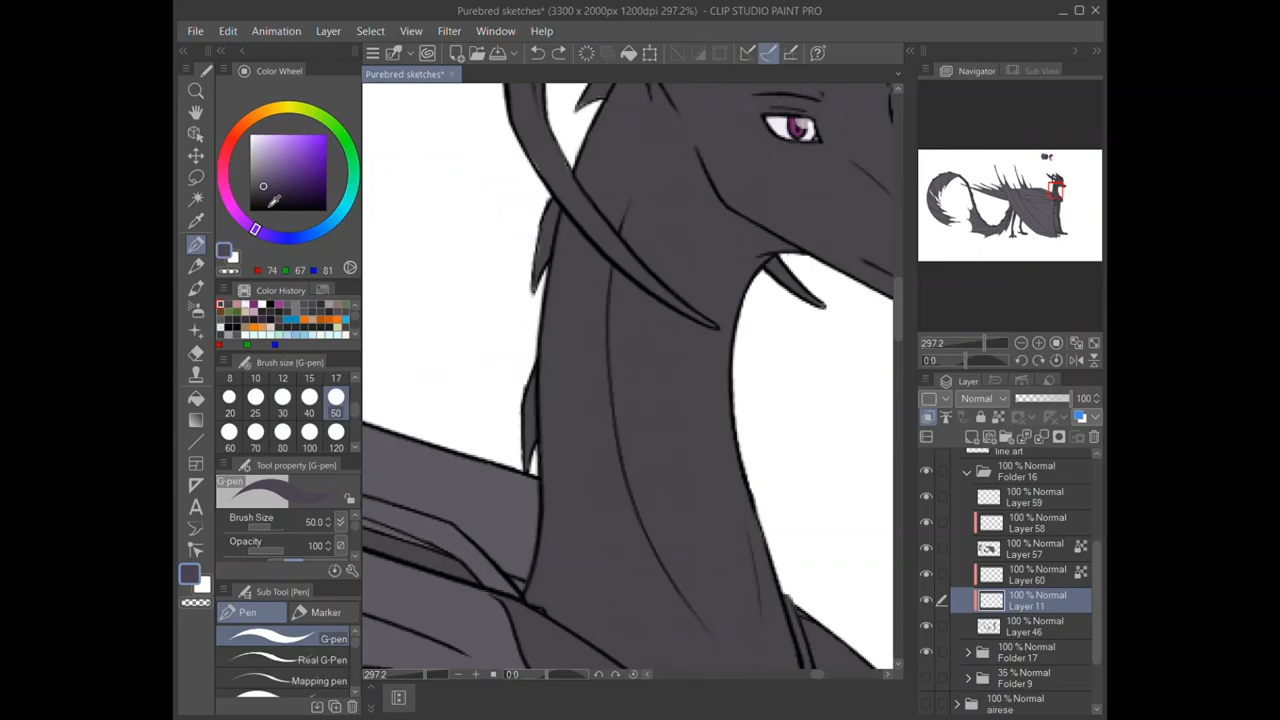 Purebred sketches* (3300 x 2000px 1200dpi 297.2%) - CLIP STUDIO PAINT PRO
File Edit Animation Layer Select View Filter Window Help
Purebred sketches*
Color Wheel
74 67 81
Color History
Brush size [G-pen]
8 10 12 15 17
20 25 30 40 50
60 70 80 100 120
Tool property [G-pen]
G-pen
Brush Size 50.0
Opacity 100
Sub Tool [Pen]
Pen Marker
G-pen
Real G-Pen
Mapping pen
297.2 0.0
Navigator Sub View
297.2
0.0
Layer
Normal 100
line art
100 % Normal
Folder 16
100 % Normal
Layer 59
100 % Normal
Layer 58
100 % Normal
Layer 57
100 % Normal
Layer 60
100 % Normal
Layer 11
100 % Normal
Layer 46
100 % Normal
Folder 17
35 % Normal
Folder 9
100 % Normal
airese